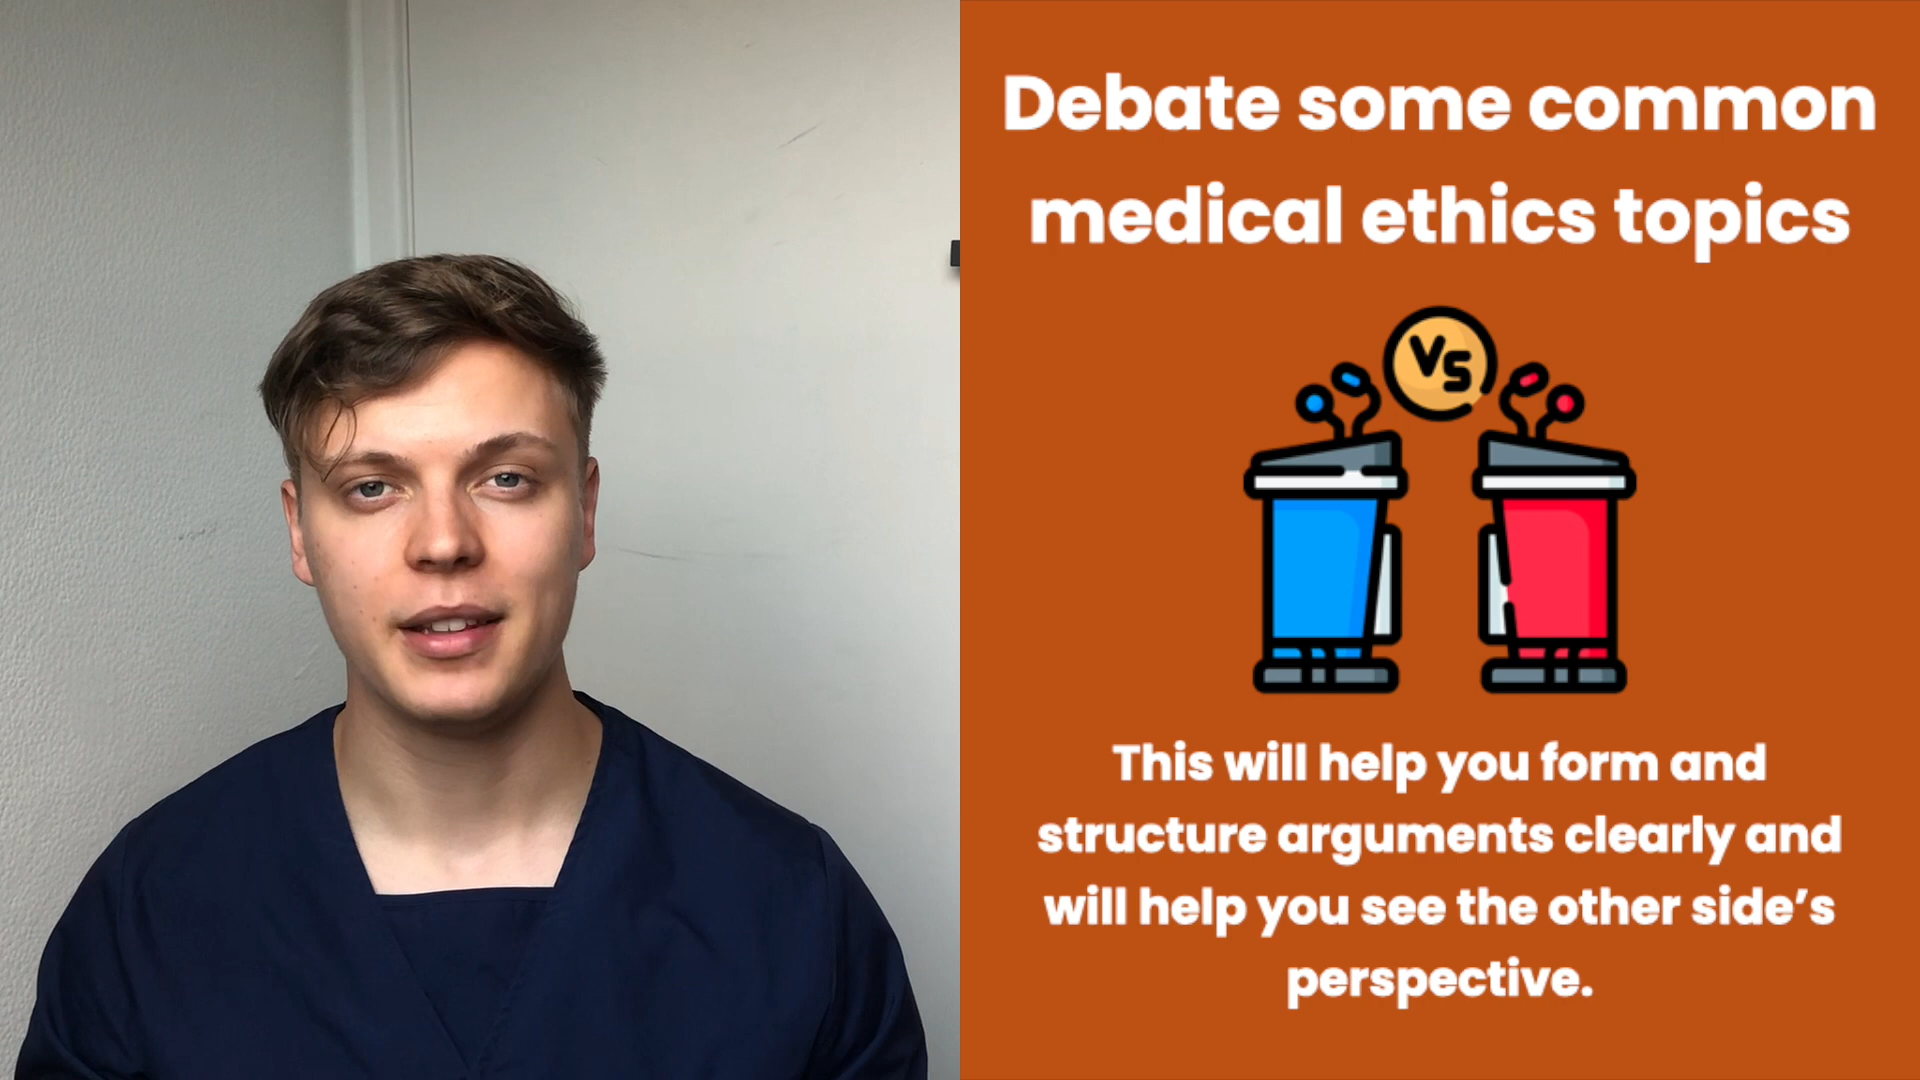 Debate some common
medical ethics topics
VS
This will help you form and
structure arguments clearly and
will help you see the other side’s
perspective.